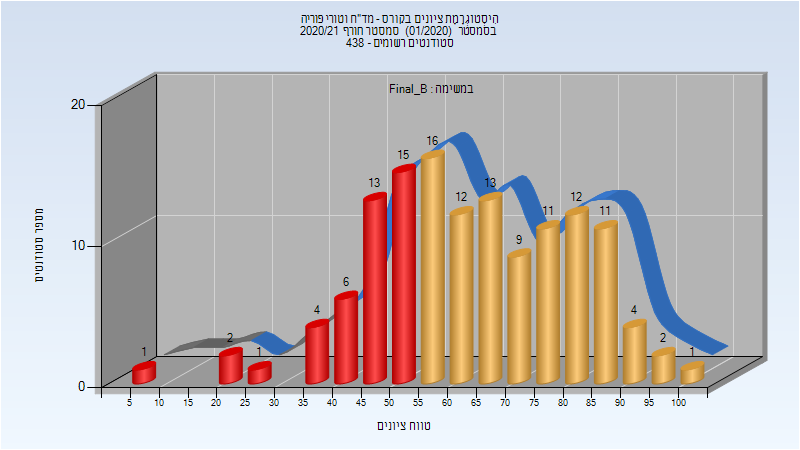 היסטוגרמת ציונים בקורס - מד"ח וטורי פוריה
בסמסטר (01/2020) סמסטר חורף 2020/21
סטודנטים רשומים - 438
במשימה : Final_B
מספר סטודנטים
20
10
0
1
2
1
4
6
13
15
16
12
13
9
11
12
11
4
2
1
5 10 15 20 25 30 35 40 45 50 55 60 65 70 75 80 85 90 95 100
טווח ציונים